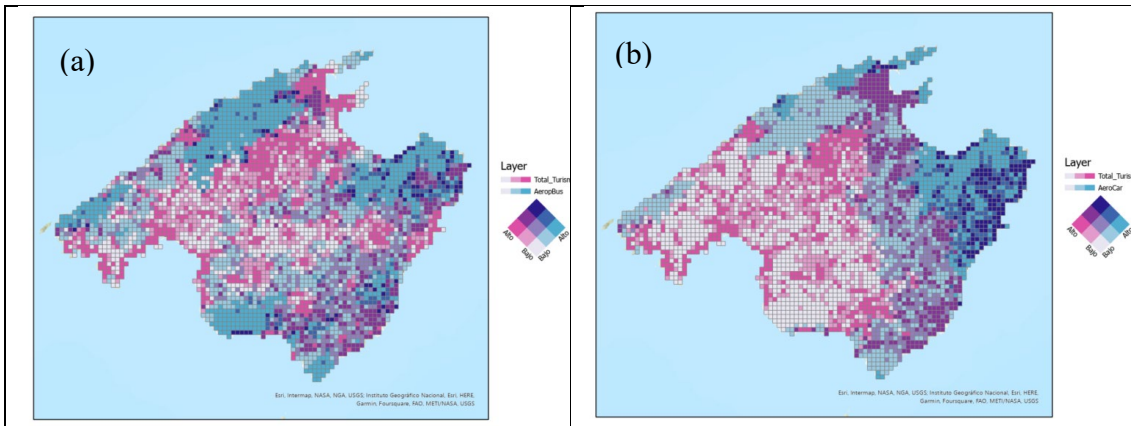 (a)
Layer
Total_Turism
AeropBus
Alto
Bajo
Bajo
Alto
Esri, Intermap, NASA, NGA, USGS; Instituto Geográfico Nacional, Esri, HERE,
Garmin, Foursquare, FAO, METI/NASA, USGS
(b)
Layer
Total_Turis
AeroCar
Alto
Bajo
Bajo
Alto
Esri, Intermap, NASA, NGA, USGS; Instituto Geográfico Nacional, Esri, HERE,
Garmin, Foursquare, FAO, METI/NASA, USGS